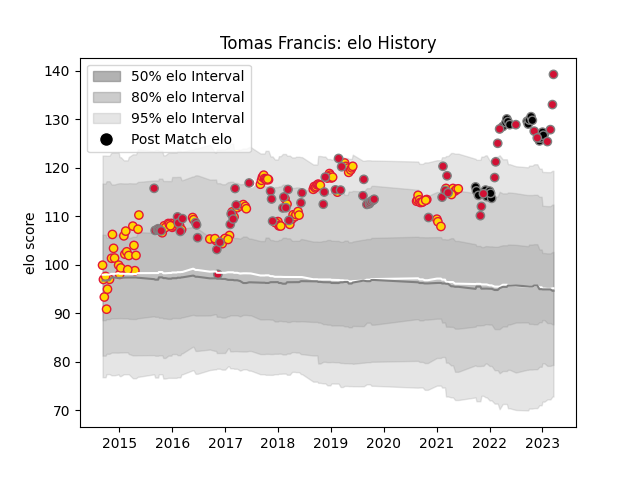 Tomas Francis: elo History
elo score
140
130
120
110
100
90
80
70
50% elo Interval
80% elo Interval
95% elo Interval
Post Match elo
2015 2016 2017 2018 2019 2020 2021 2022 2023